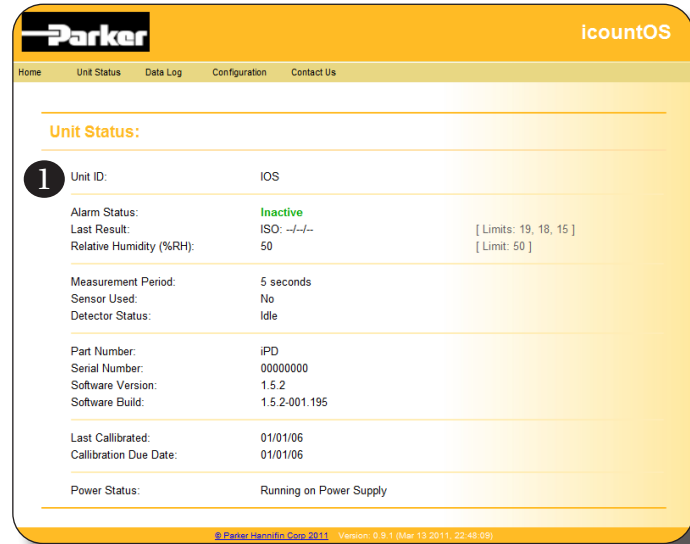 Parker
icountOS
Home Unit Status Data Log Configuration Contact Us
Unit Status:
1
Unit ID: IOS
Alarm Status: Inactive
Last Result: ISO: --/--/-- [ Limits: 19, 18, 15 ]
Relative Humidity (%RH): 50 [ Limit: 50 ]
Measurement Period: 5 seconds
Sensor Used: No
Detector Status: Idle
Part Number: iPD
Serial Number: 00000000
Software Version: 1.5.2
Software Build: 1.5.2-001.195
Last Callibrated: 01/01/06
Callibration Due Date: 01/01/06
Power Status: Running on Power Supply
© Parker Hannifin Corp 2011 Version: 0.9.1 (Mar 13 2011, 22:48:09)